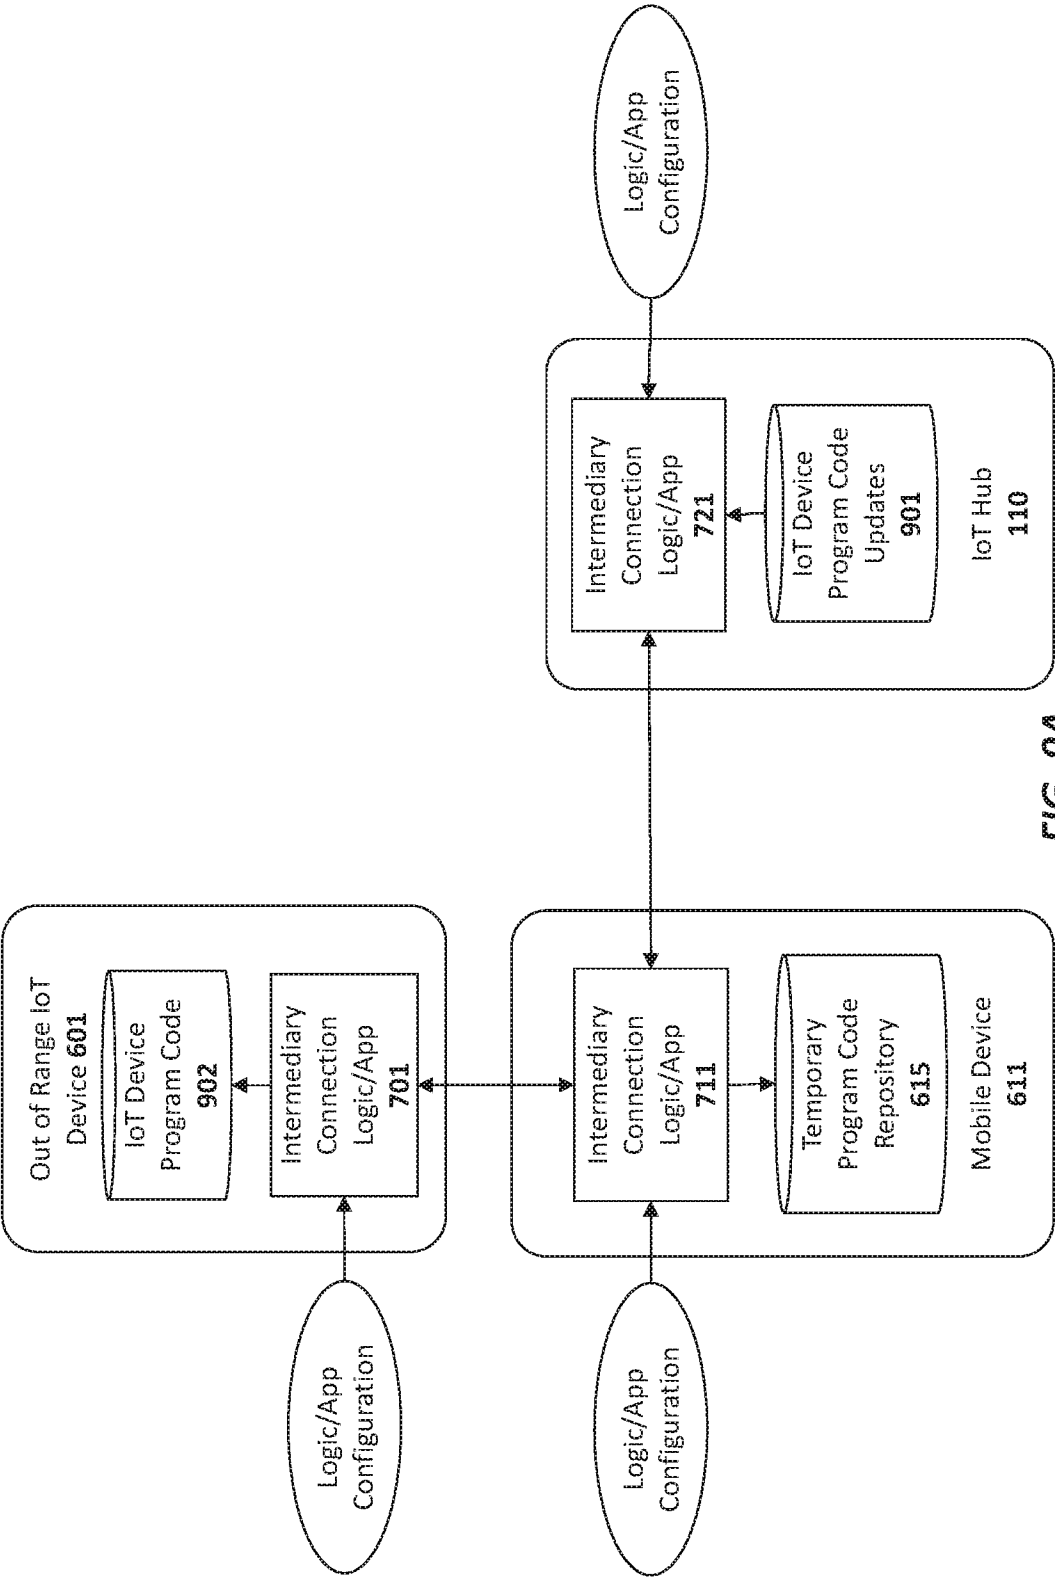 Out of Range IoT
Device 601
IoT Device
Program Code
902
Intermediary
Connection
Logic/App
701
Logic/App
Configuration
Intermediary
Connection
Logic/App
711
Temporary
Program Code
Repository
615
Mobile Device
611
Logic/App
Configuration
Logic/App
Configuration
Intermediary
Connection
Logic/App
721
IoT Device
Program Code
Updates
901
IoT Hub
110
FIG. 9A